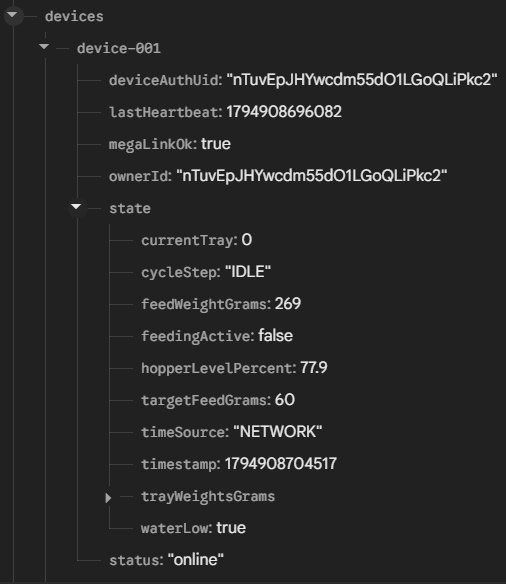 devices
device-001
deviceAuthUid: "nTuvEpJHYwcdm55dO1LGoQLiPkc2"
lastHeartbeat: 1794908696082
megaLinkOk: true
ownerId: "nTuvEpJHYwcdm55dO1LGoQLiPkc2"
state
currentTray: 0
cycleStep: "IDLE"
feedWeightGrams: 269
feedingActive: false
hopperLevelPercent: 77.9
targetFeedGrams: 60
timeSource: "NETWORK"
timestamp: 1794908704517
trayWeightsGrams
waterLow: true
status: "online"